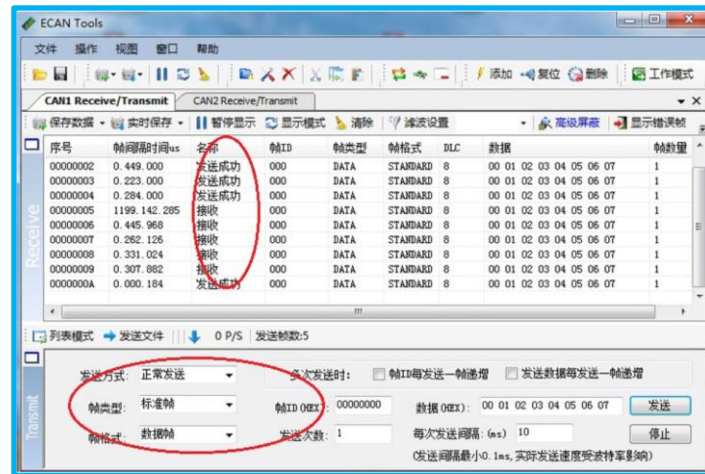 ECAN Tools
文件 操作 视图 窗口 帮助
添加 复位 删除 工作模式
CAN1 Receive/Transmit CAN2 Receive/Transmit
保存数据 实时保存 暂停显示 显示模式 清除 滤波设置 高级屏蔽 显示错误帧
序号 帧间隔时间us 名称 帧ID 帧类型 帧格式 DLC 数据 帧数量
00000002 0.449.000 发送成功 000 DATA STANDARD 8 00 01 02 03 04 05 06 07 1
00000003 0.223.000 发送成功 000 DATA STANDARD 8 00 01 02 03 04 05 06 07 1
00000004 0.284.000 发送成功 000 DATA STANDARD 8 00 01 02 03 04 05 06 07 1
00000005 1199.142.285 接收 000 DATA STANDARD 8 00 01 02 03 04 05 06 07 1
00000006 0.445.968 接收 000 DATA STANDARD 8 00 01 02 03 04 05 06 07 1
00000007 0.262.126 接收 000 DATA STANDARD 8 00 01 02 03 04 05 06 07 1
00000008 0.331.024 接收 000 DATA STANDARD 8 00 01 02 03 04 05 06 07 1
00000009 0.307.882 接收 000 DATA STANDARD 8 00 01 02 03 04 05 06 07 1
0000000A 0.000.184 发送成功 000 DATA STANDARD 8 00 01 02 03 04 05 06 07 1
Receive
列表模式 发送文件 0 P/S 发送帧数:5
发送方式: 正常发送 多次发送时: 帧ID每发送一帧递增 发送数据每发送一帧递增
帧类型: 标准帧 帧ID(HEX): 00000000 数据(HEX): 00 01 02 03 04 05 06 07 发送
帧格式: 数据帧 发送次数: 1 每次发送间隔:(ms) 10 停止
(发送间隔最小0.1ms,实际发送速度受波特率影响)
Transmit